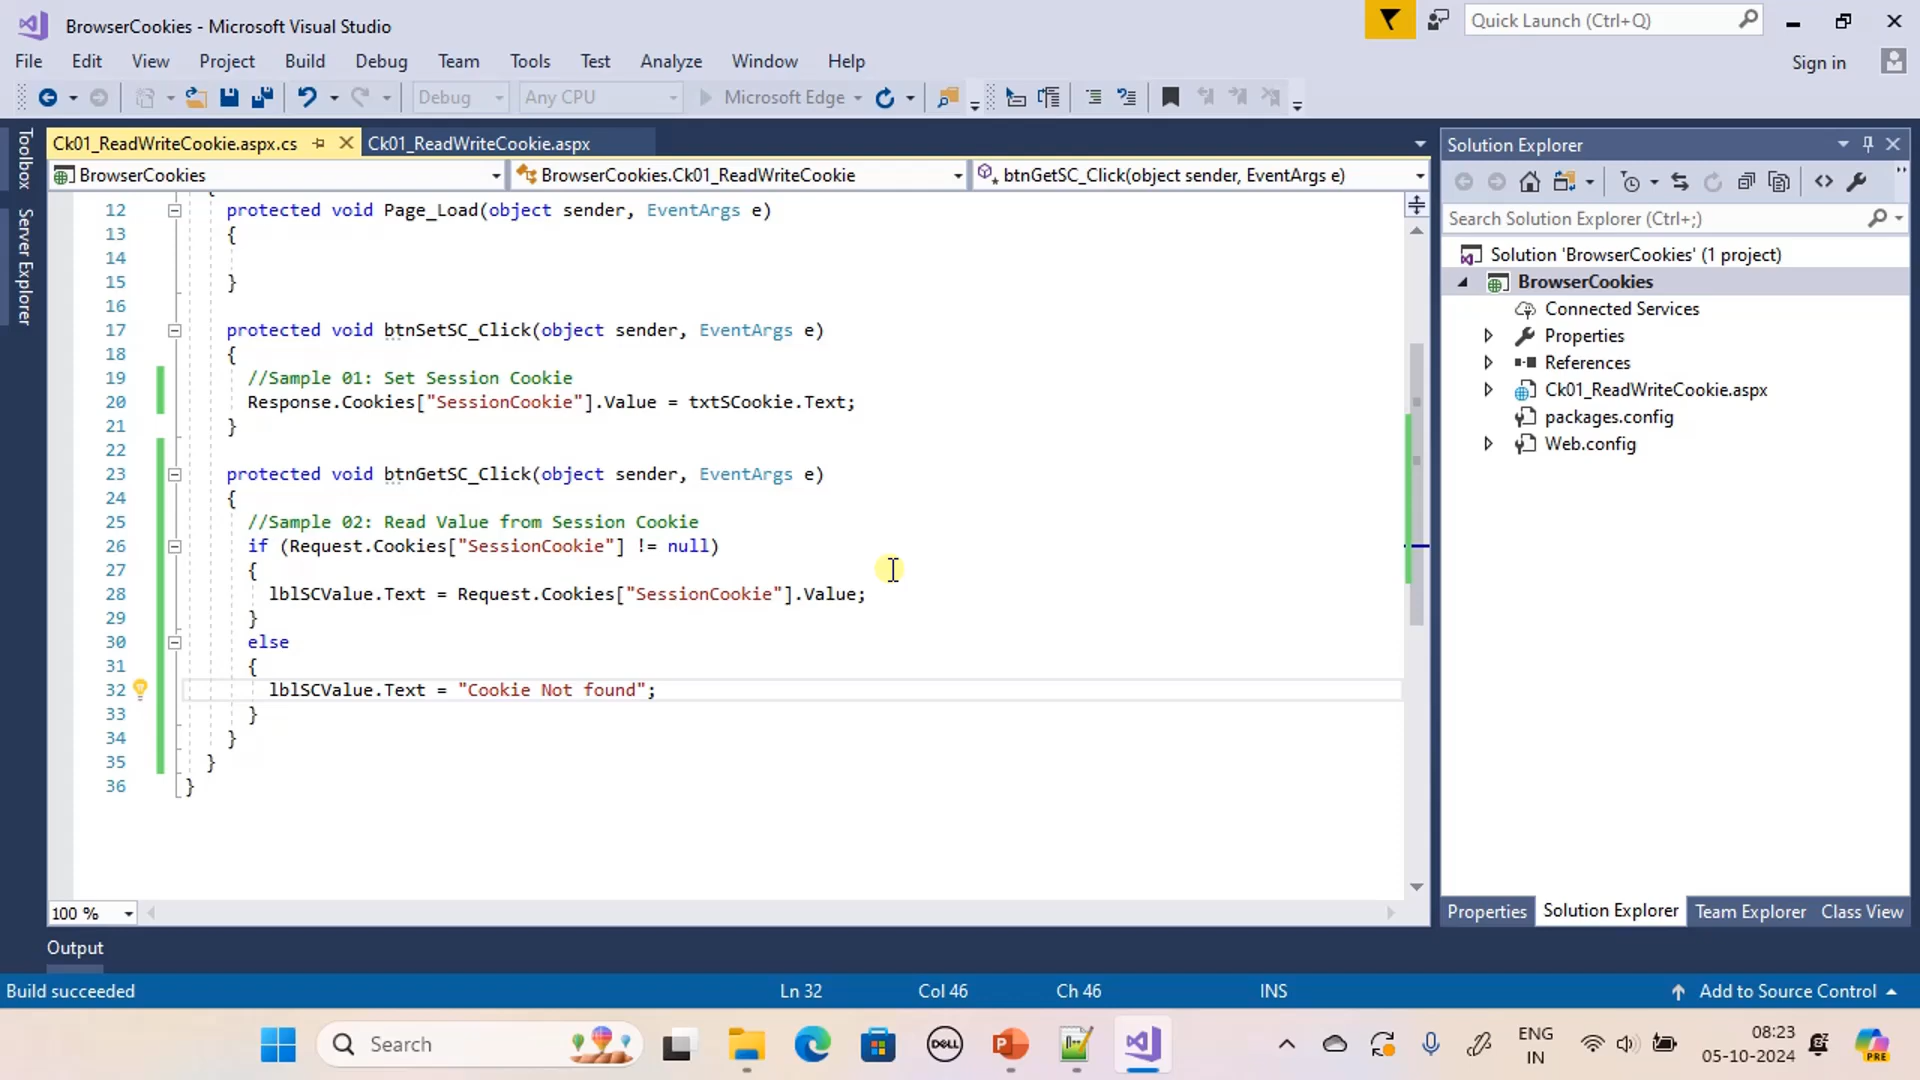 BrowserCookies - Microsoft Visual Studio
Quick Launch (Ctrl+Q)
File Edit View Project Build Debug Team Tools Test Analyze Window Help
Sign in
Debug Any CPU Microsoft Edge
Toolbox
Server Explorer
Ck01_ReadWriteCookie.aspx.cs Ck01_ReadWriteCookie.aspx
BrowserCookies BrowserCookies.Ck01_ReadWriteCookie btnGetSC_Click(object sender, EventArgs e)
{
12 protected void Page_Load(object sender, EventArgs e)
13 {
14
15 }
16
17 protected void btnSetSC_Click(object sender, EventArgs e)
18 {
19 //Sample 01: Set Session Cookie
20 Response.Cookies["SessionCookie"].Value = txtSCookie.Text;
21 }
22
23 protected void btnGetSC_Click(object sender, EventArgs e)
24 {
25 //Sample 02: Read Value from Session Cookie
26 if (Request.Cookies["SessionCookie"] != null)
27 {
28 lblSCValue.Text = Request.Cookies["SessionCookie"].Value;
29 }
30 else
31 {
32 lblSCValue.Text = "Cookie Not found";
33 }
34 }
35 }
36 }
100 %
Solution Explorer
Search Solution Explorer (Ctrl+;)
Solution 'BrowserCookies' (1 project)
BrowserCookies
Connected Services
Properties
References
Ck01_ReadWriteCookie.aspx
packages.config
Web.config
Properties Solution Explorer Team Explorer Class View
Output
Build succeeded Ln 32 Col 46 Ch 46 INS Add to Source Control
Search
DELL
ENG
IN
08:23
05-10-2024
PRE